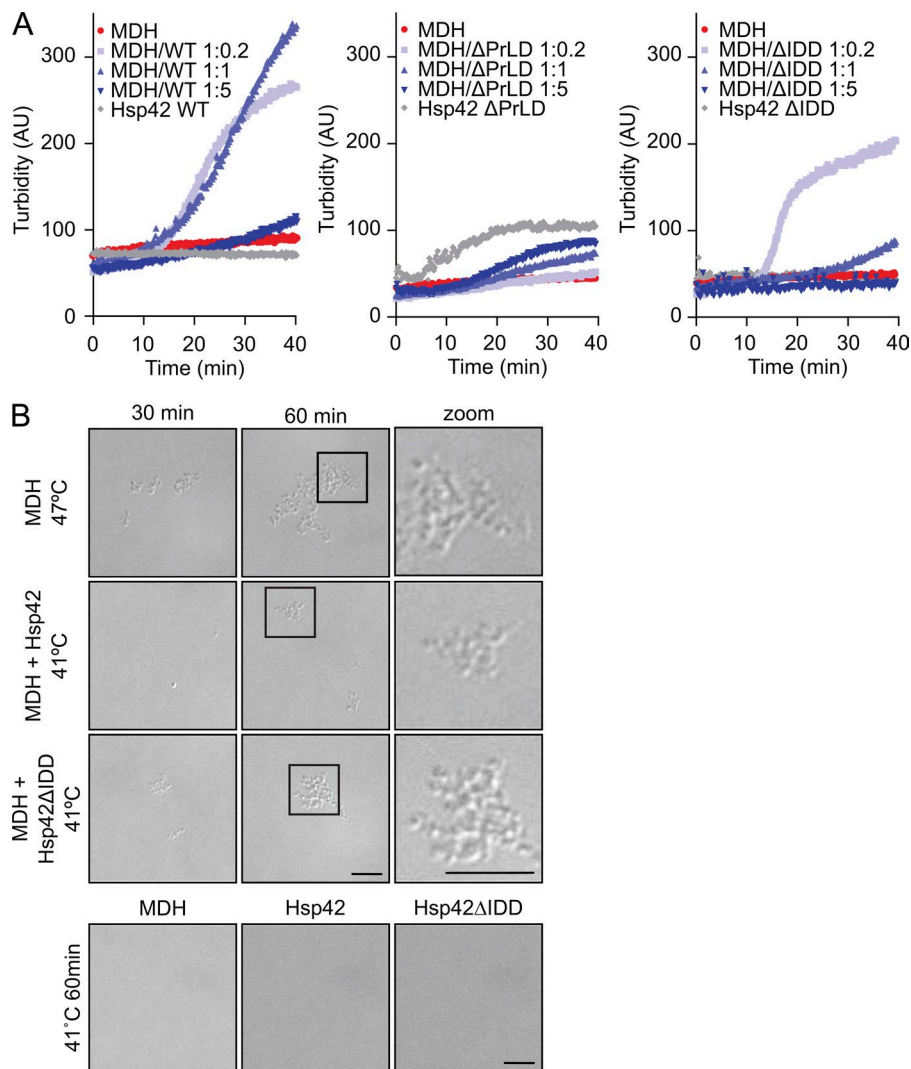 A
MDH
MDH/WT 1:0.2
MDH/WT 1:1
MDH/WT 1:5
Hsp42 WT
Turbidity (AU)
300
200
100
0
0 10 20 30 40
Time (min)
MDH
MDH/ΔPrLD 1:0.2
MDH/ΔPrLD 1:1
MDH/ΔPrLD 1:5
Hsp42 ΔPrLD
Turbidity (AU)
300
200
100
0
0 10 20 30 40
Time (min)
MDH
MDH/ΔIDD 1:0.2
MDH/ΔIDD 1:1
MDH/ΔIDD 1:5
Hsp42 ΔIDD
Turbidity (AU)
300
200
100
0
0 10 20 30 40
Time (min)
B
30 min 60 min zoom
MDH
47°C
MDH + Hsp42
41°C
MDH +
Hsp42ΔIDD
41°C
MDH Hsp42 Hsp42ΔIDD
41°C 60min